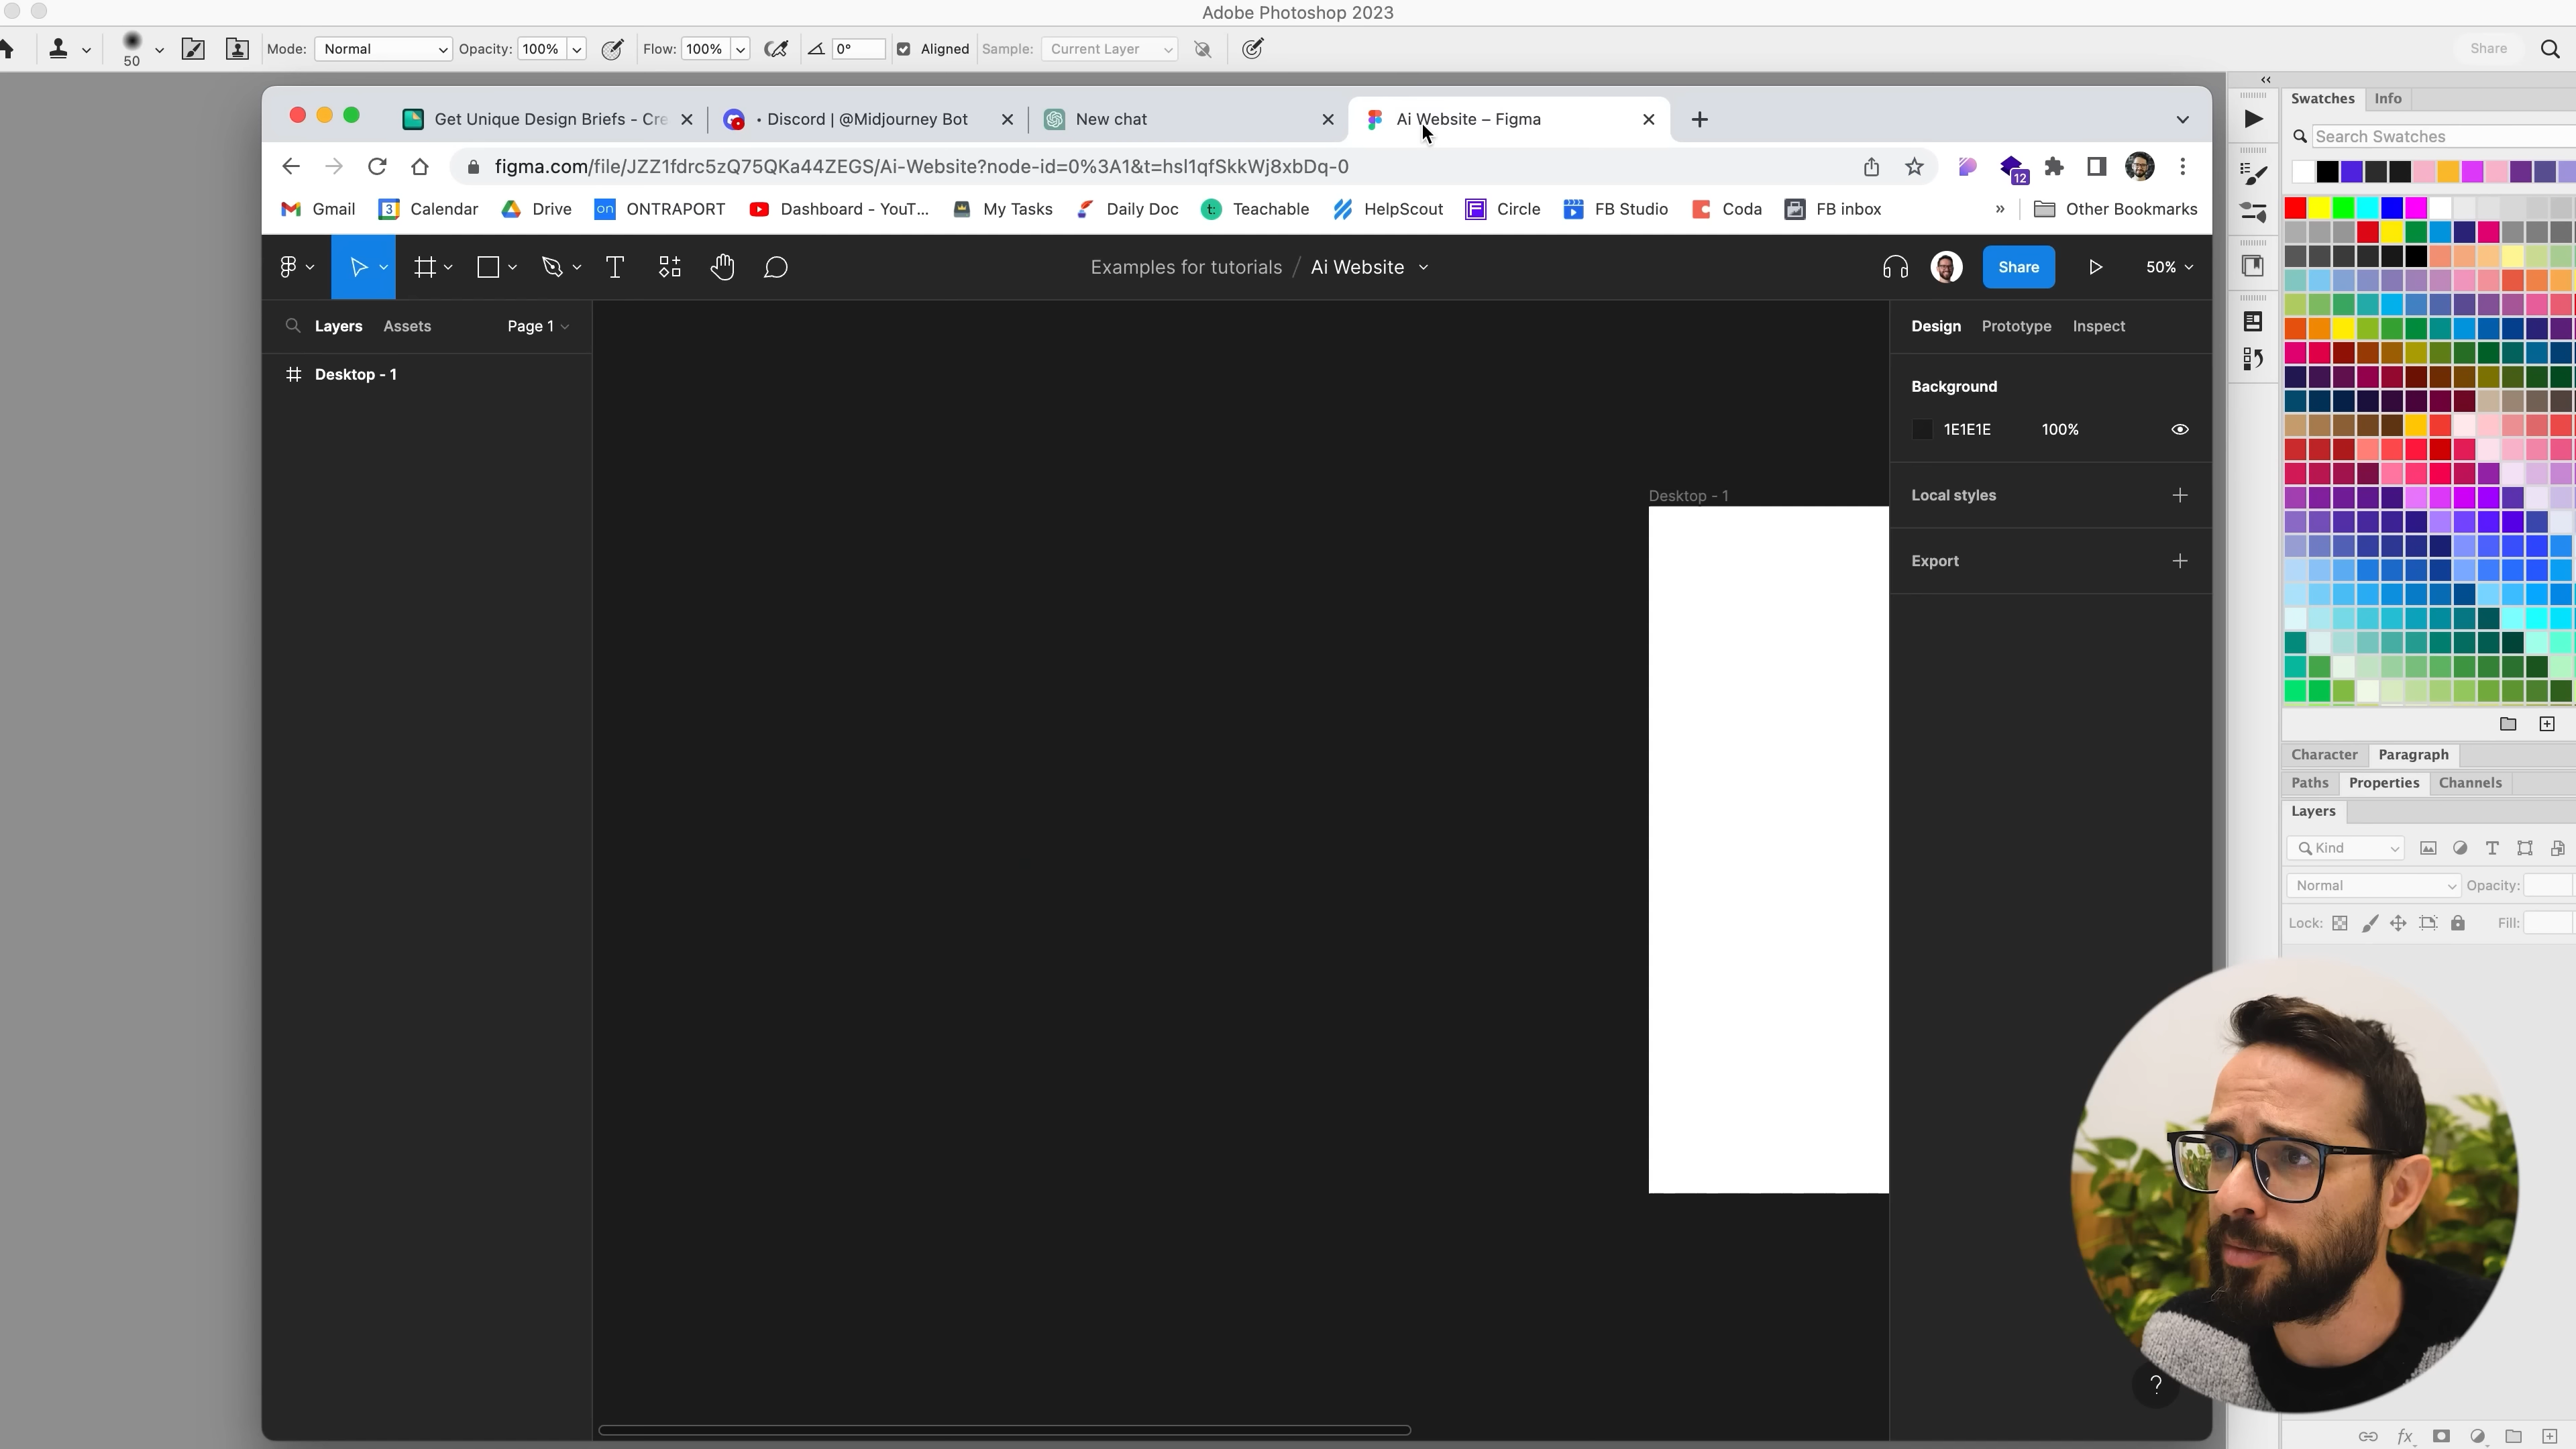 Adobe Photoshop 2023
50 Mode: Normal Opacity: 100% Flow: 100% 0° Aligned Sample: Current Layer Share
Get Unique Design Briefs - Cre • Discord | @Midjourney Bot New chat Ai Website – Figma
figma.com/file/JZZ1fdrc5zQ75QKa44ZEGS/Ai-Website?node-id=0%3A1&t=hsl1qfSkkWj8xbDq-0 12
Gmail 3 Calendar Drive on ONTRAPORT Dashboard - YouT... My Tasks Daily Doc t: Teachable HelpScout Circle FB Studio Coda FB inbox » Other Bookmarks
Examples for tutorials / Ai Website Share 50%
Layers Assets Page 1
Desktop - 1
Desktop - 1
Design Prototype Inspect
Background
1E1E1E 100%
Local styles
Export
?
Swatches Info
Search Swatches
Character Paragraph
Paths Properties Channels
Layers
Kind
Normal Opacity:
Lock: Fill:
fx